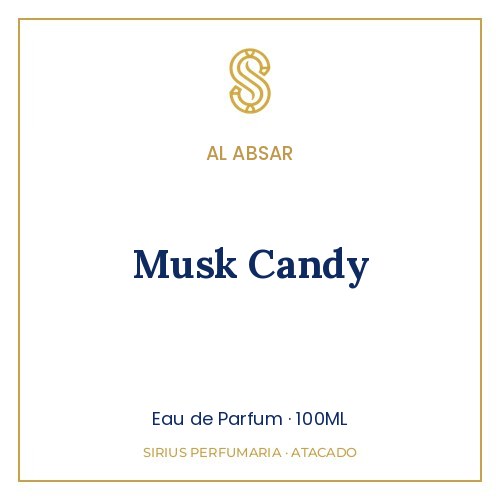 AL ABSAR
Musk Candy
Eau de Parfum · 100ML
SIRIUS PERFUMARIA · ATACADO